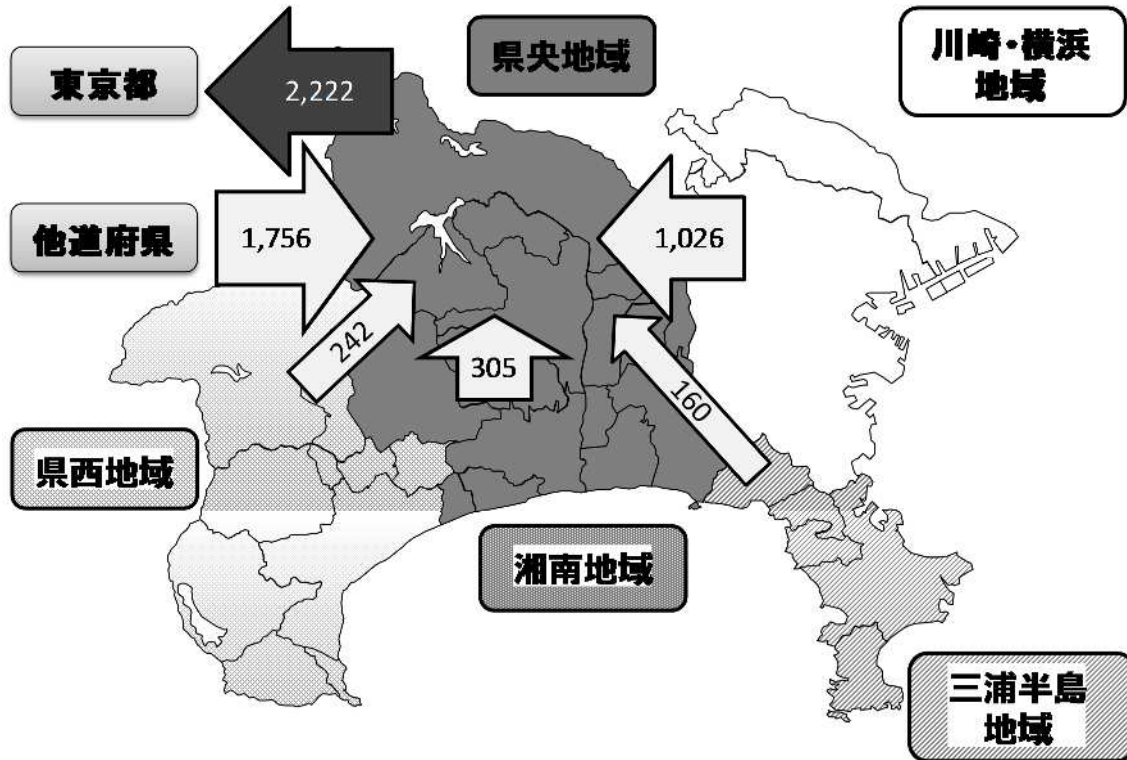 東京都
2,222
県央地域
川崎・横浜
地域
他道府県
1,756
1,026
242
305
160
県西地域
湘南地域
三浦半島
地域